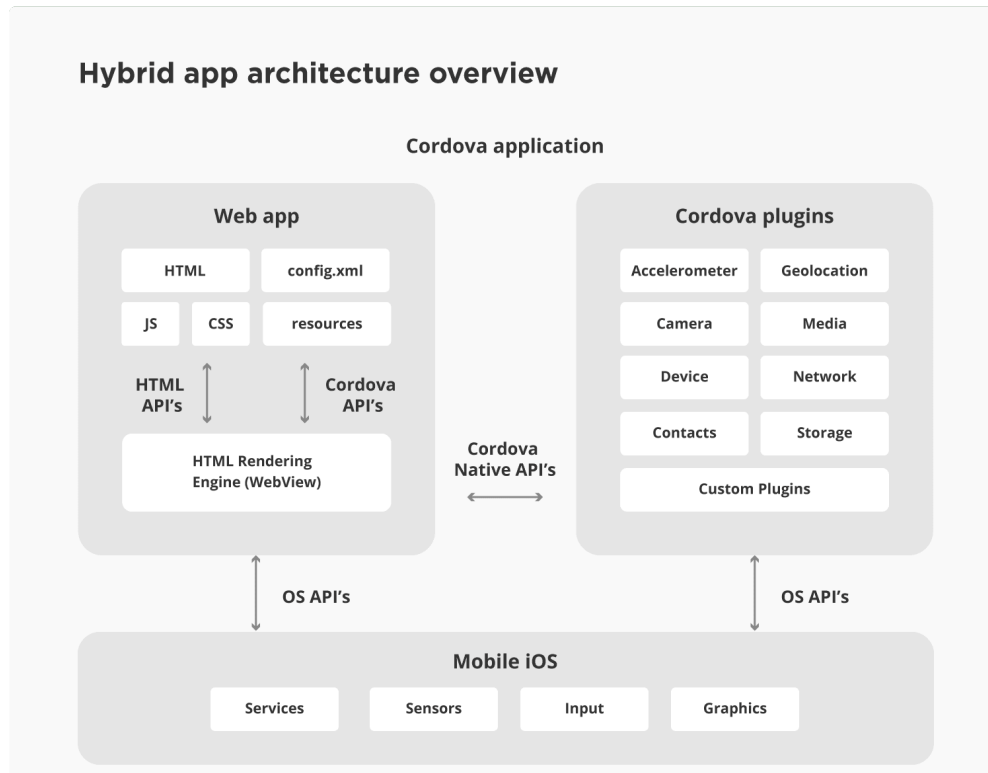 Hybrid app architecture overview
Cordova application
Web app
HTML
config.xml
JS
CSS
resources
HTML
API’s
Cordova
API’s
HTML Rendering
Engine (WebView)
Cordova
Native API’s
Cordova plugins
Accelerometer
Geolocation
Camera
Media
Device
Network
Contacts
Storage
Custom Plugins
OS API’s
OS API’s
Mobile iOS
Services
Sensors
Input
Graphics